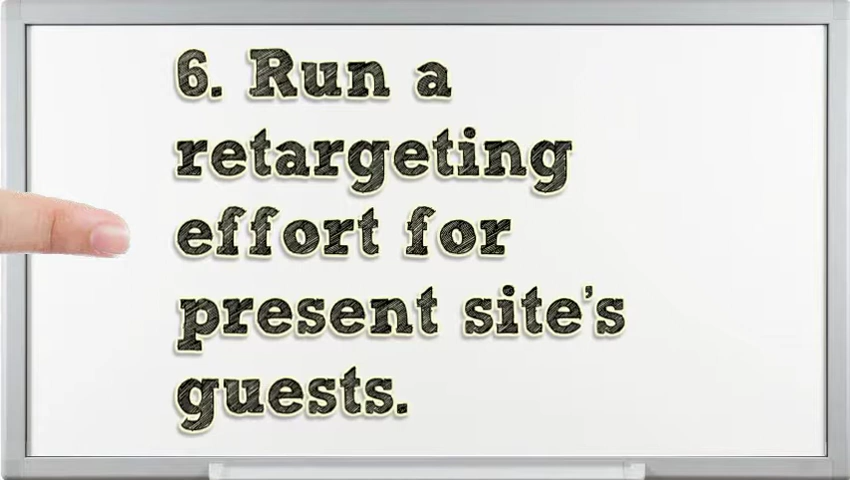 6. Run a
retargeting
effort for
present site's
guests.